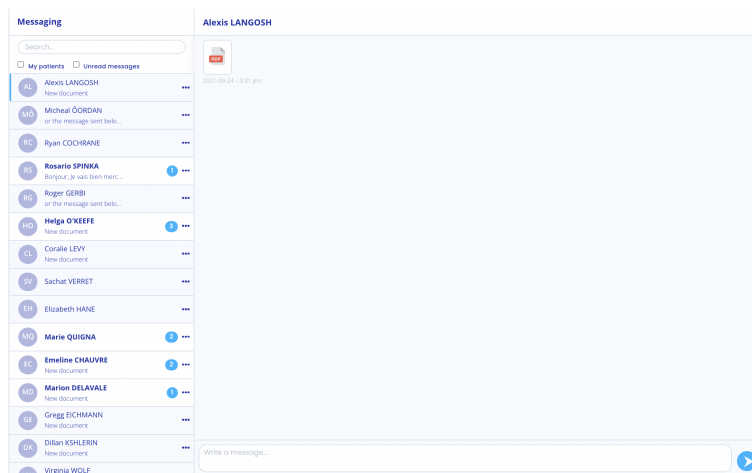 Messaging
Alexis LANGOSH
Search...
My patients
Unread messages
PDF
2021-09-24 – 3:31 pm
AL
Alexis LANGOSH
New document
MÔ
Micheal ÔORDAN
or the message sent belo...
RC
Ryan COCHRANE
RS
Rosario SPINKA
Bonjour, Je vais bien merc...
1
RG
Roger GERBI
or the message sent belo...
HO
Helga O'KEEFE
New document
3
CL
Coralie LEVY
New document
SV
Sachat VERRET
EH
Elizabeth HANE
MQ
Marie QUIGNA
2
EC
Emeline CHAUVRE
New document
2
MD
Marion DELAVALE
New document
1
GE
Gregg EICHMANN
New document
DK
Dillan KSHLERIN
New document
Virginia WOLF
Write a message...